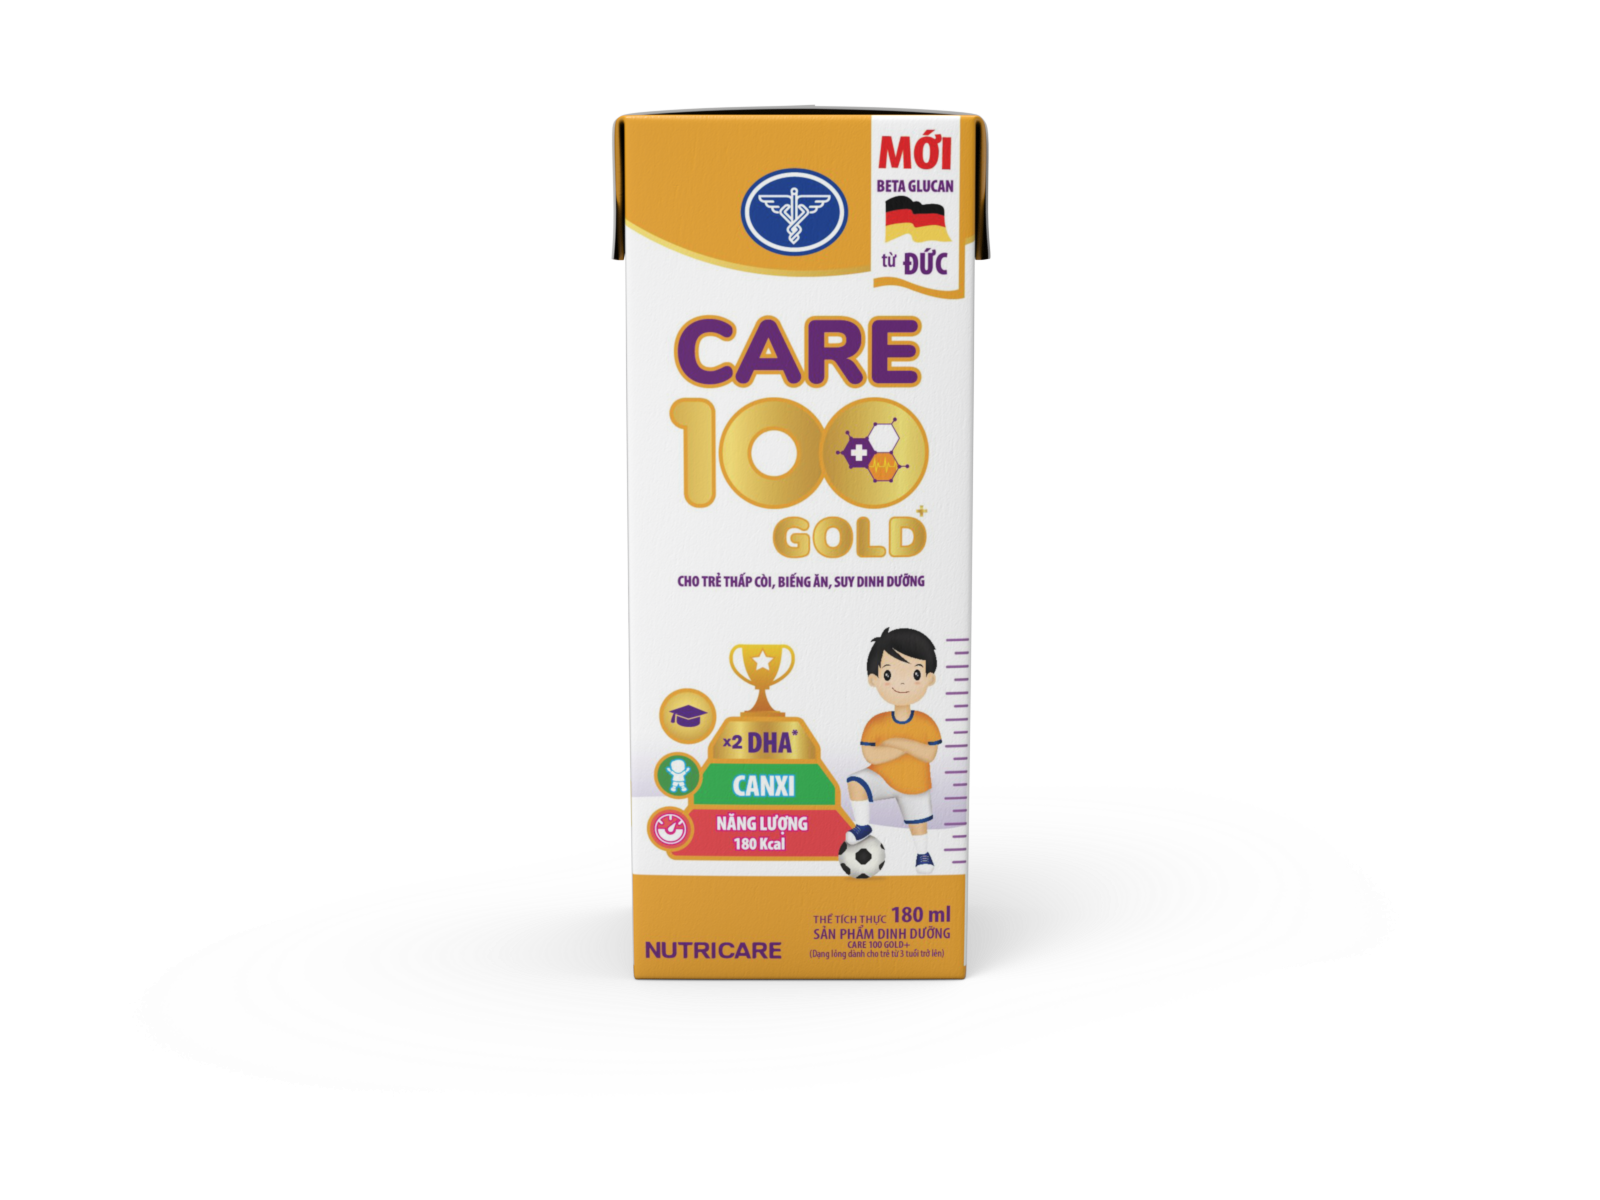 MỚI
BETA GLUCAN
từ ĐỨC
CARE
100
GOLD+
CHO TRẺ THẤP CÒI, BIẾNG ĂN, SUY DINH DƯỠNG
x2 DHA*
CANXI
NĂNG LƯỢNG
180 Kcal
THỂ TÍCH THỰC 180 ml
SẢN PHẨM DINH DƯỠNG
CARE 100 GOLD+
(Dạng lỏng dành cho trẻ từ 3 tuổi trở lên)
NUTRICARE